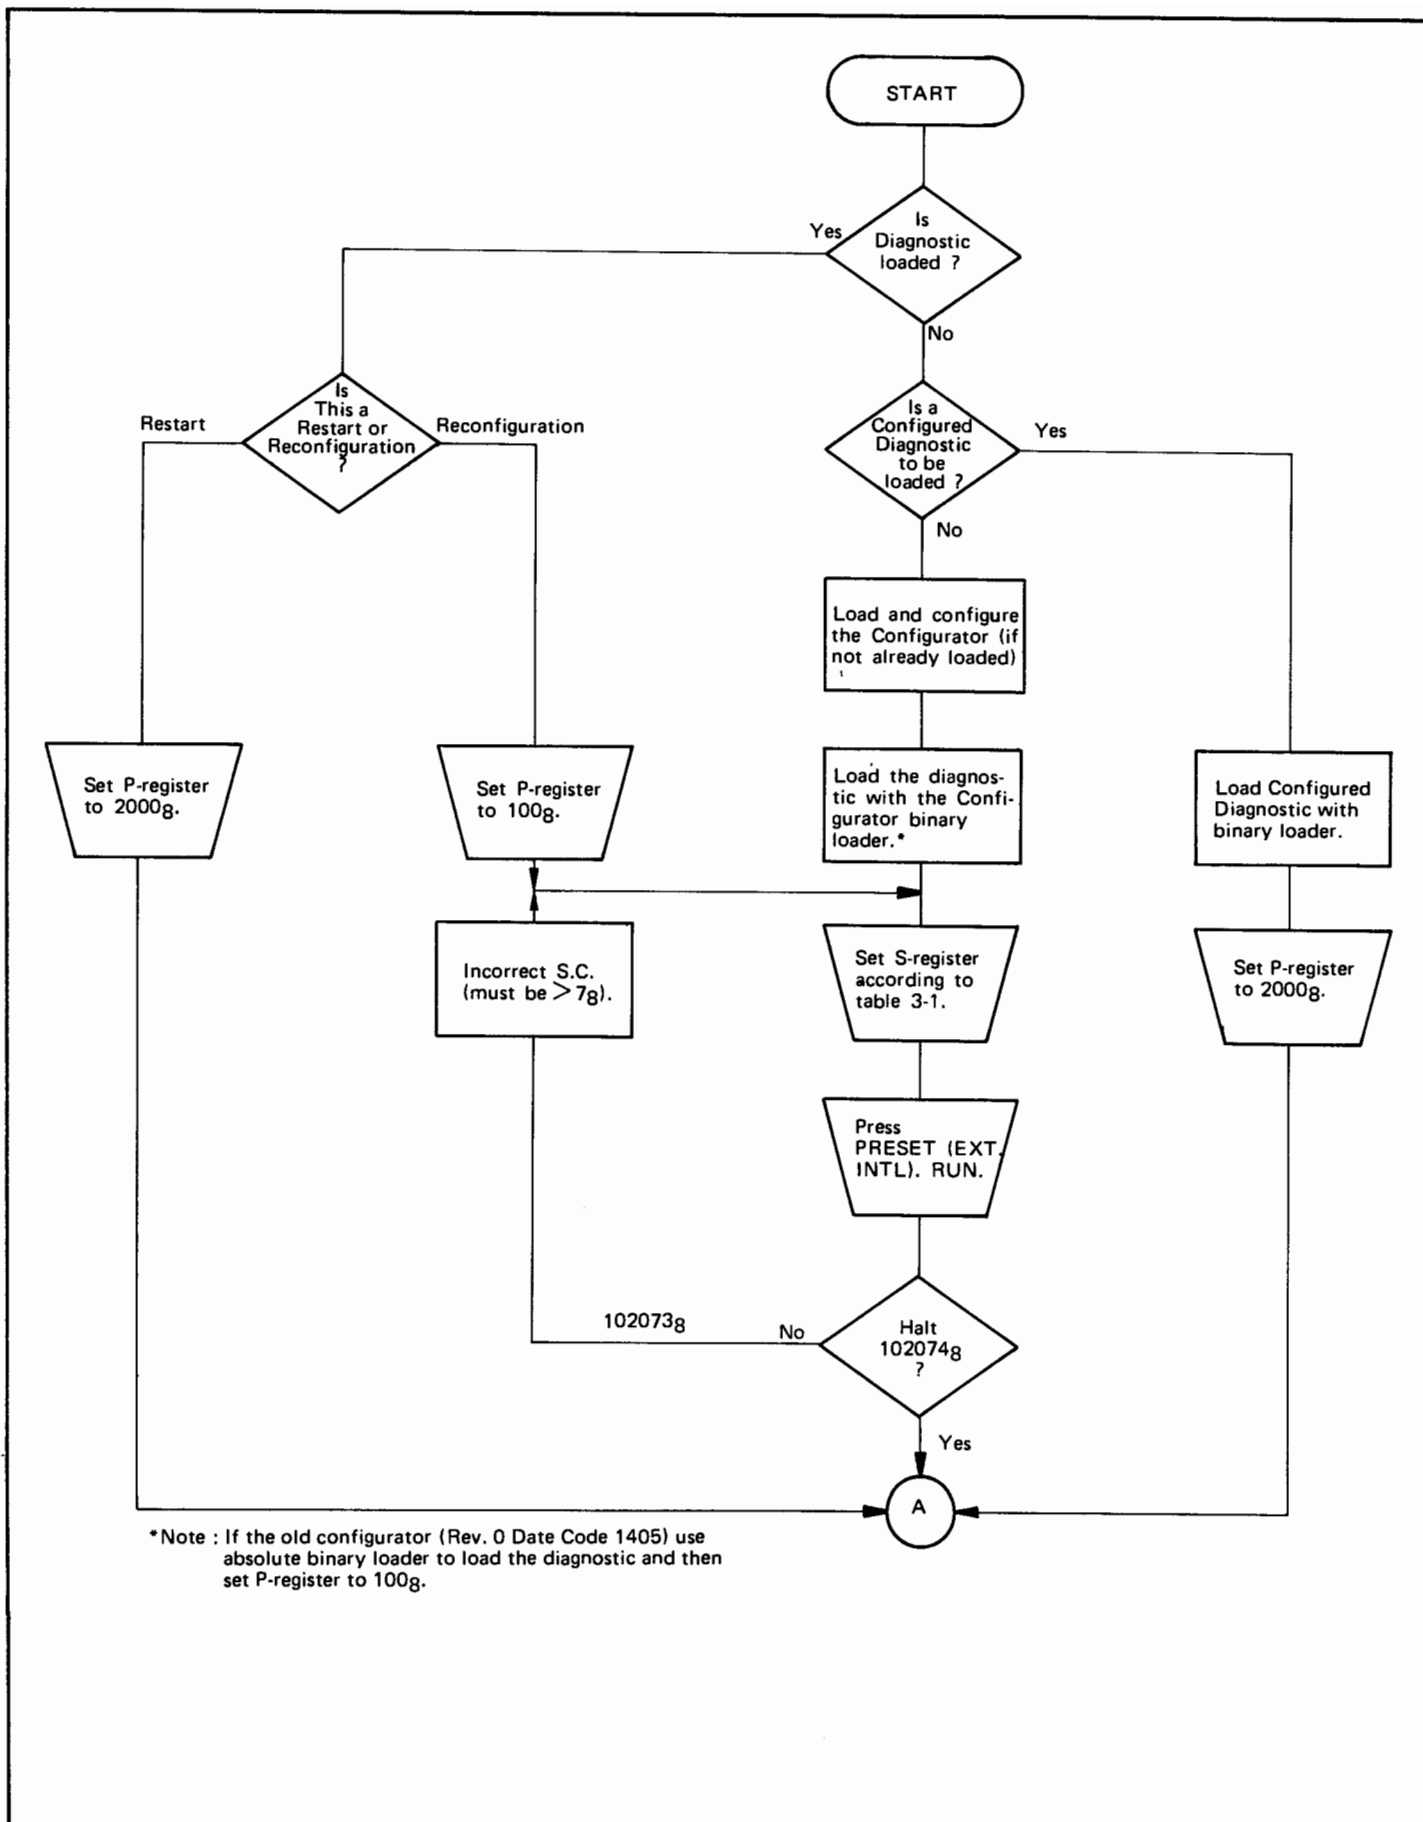 START
Is
Diagnostic
loaded ?
Yes
No
Is
This a
Restart or
Reconfiguration
?
Restart
Reconfiguration
Is a
Configured
Diagnostic
to be
loaded ?
Yes
No
Load and configure
the Configurator (if
not already loaded)
Set P-register
to 2000₈.
Set P-register
to 100₈.
Load the diagnos-
tic with the Confi-
gurator binary
loader.*
Load Configured
Diagnostic with
binary loader.
Incorrect S.C.
(must be > 7₈).
Set S-register
according to
table 3-1.
Set P-register
to 2000₈.
Press
PRESET (EXT.
INTL). RUN.
102073₈
No
Halt
102074₈
?
Yes
A
*Note : If the old configurator (Rev. 0 Date Code 1405) use
absolute binary loader to load the diagnostic and then
set P-register to 100₈.